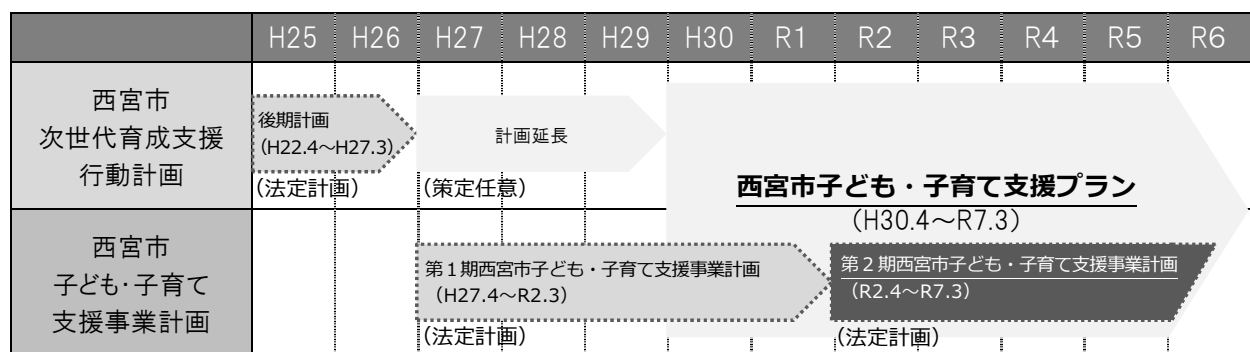 H25 H26 H27 H28 H29 H30 R1 R2 R3 R4 R5 R6
西宮市
次世代育成支援
行動計画
後期計画
（H22.4～H27.3）
(法定計画)
計画延長
(策定任意)
西宮市子ども・子育て支援プラン
（H30.4～R7.3）
西宮市
子ども･子育て
支援事業計画
第１期西宮市子ども・子育て支援事業計画
（H27.4～R2.3）
(法定計画)
第２期西宮市子ども・子育て支援事業計画
（R2.4～R7.3）
(法定計画)